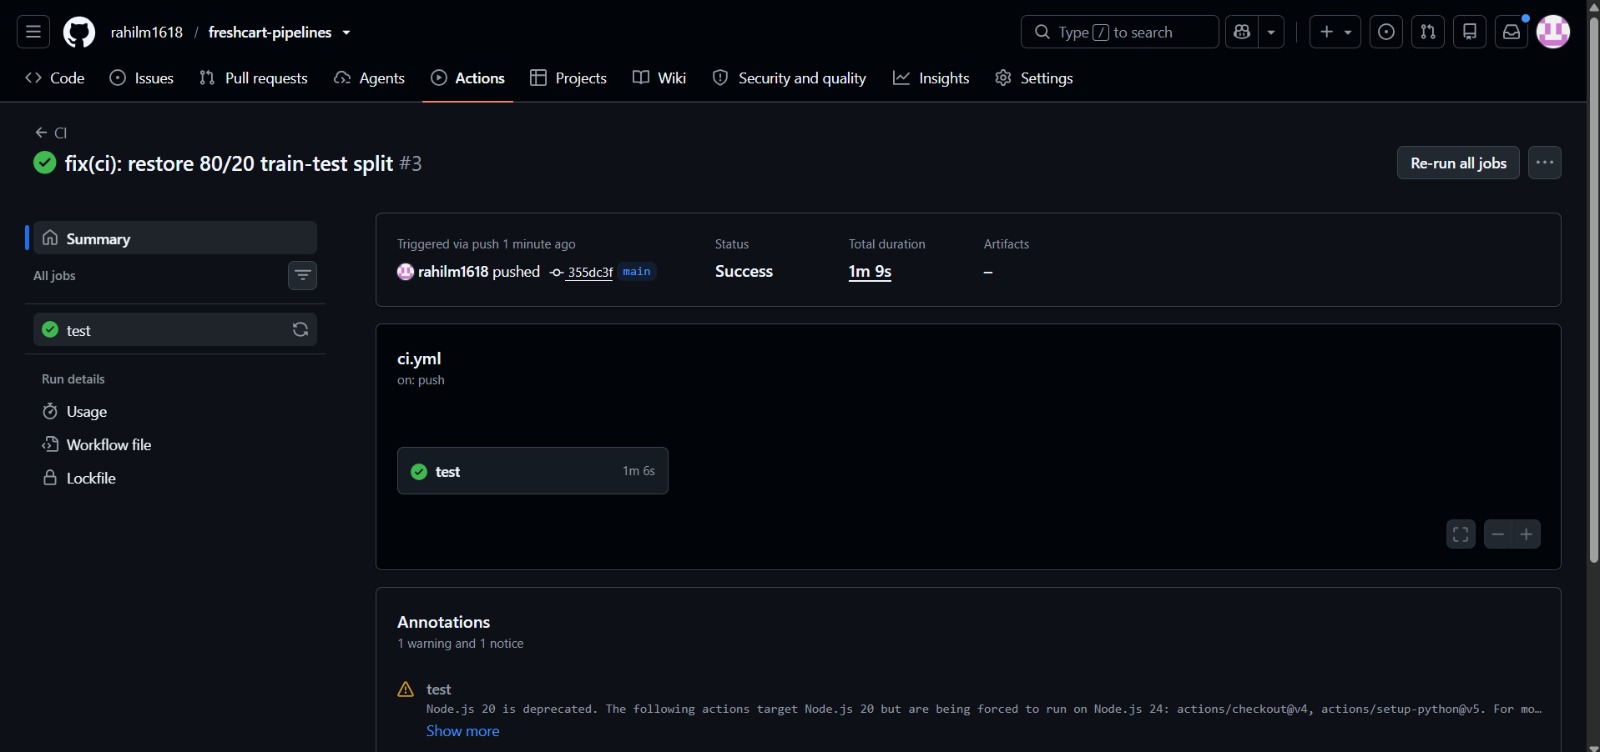 rahilm1618 / freshcart-pipelines
Type / to search
Code Issues Pull requests Agents Actions Projects Wiki Security and quality Insights Settings
← CI
fix(ci): restore 80/20 train-test split #3
Re-run all jobs
Summary
All jobs
test
Run details
Usage
Workflow file
Lockfile
Triggered via push 1 minute ago
rahilm1618 pushed 355dc3f main
Status
Success
Total duration
1m 9s
Artifacts
–
ci.yml
on: push
test 1m 6s
Annotations
1 warning and 1 notice
test
Node.js 20 is deprecated. The following actions target Node.js 20 but are being forced to run on Node.js 24: actions/checkout@v4, actions/setup-python@v5. For mo…
Show more